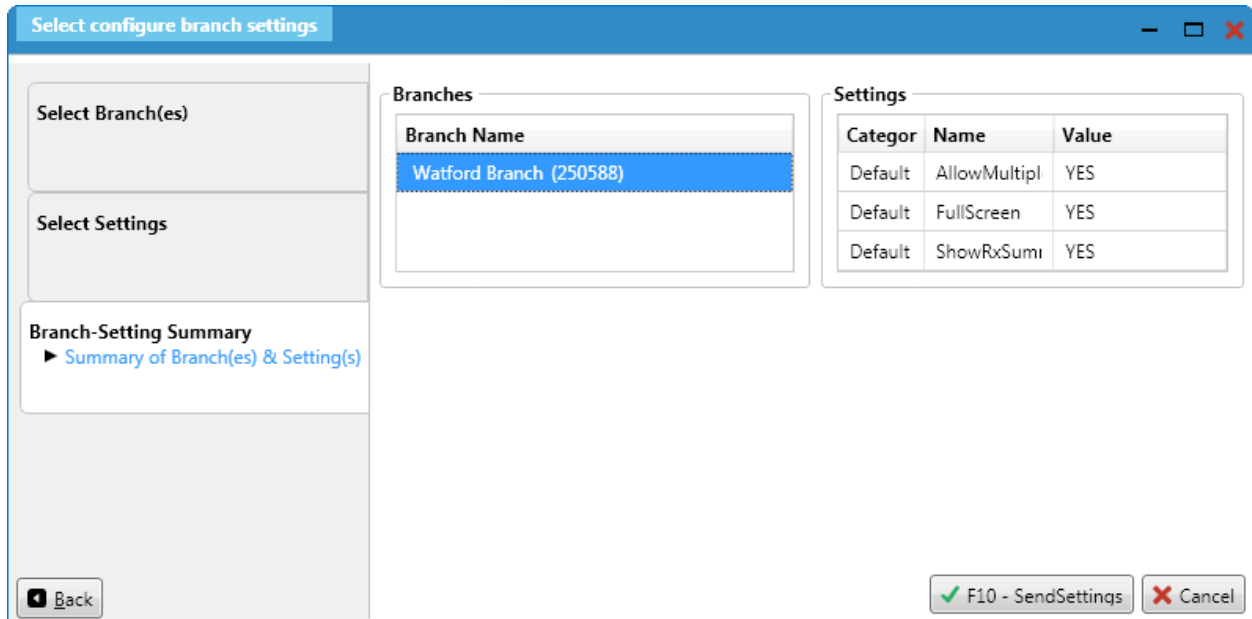 Select configure branch settings
Select Branch(es)
Select Settings
Branch-Setting Summary
Summary of Branch(es) & Setting(s)
Branches
Branch Name
Watford Branch (250588)
Settings
Categor Name Value
Default AllowMultipl YES
Default FullScreen YES
Default ShowRxSumı YES
Back
F10 - SendSettings
Cancel